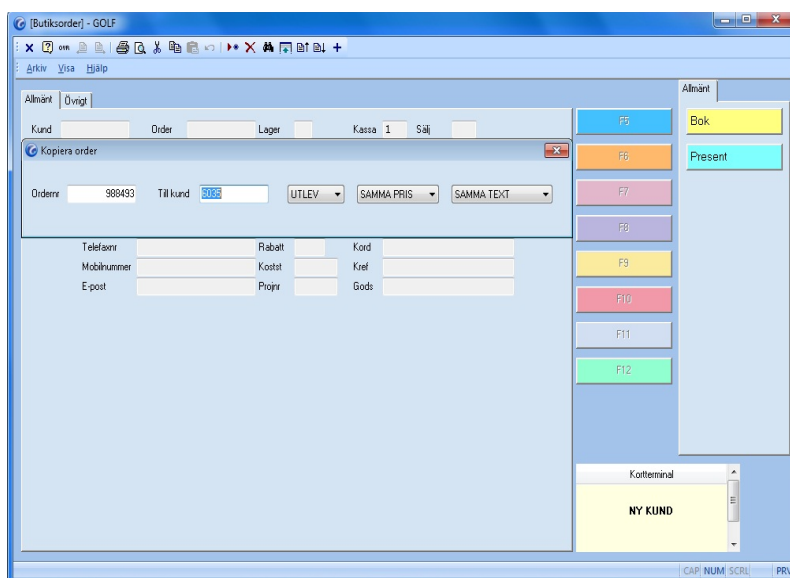 [Butiksorder] - GOLF
OVR
Arkiv Visa Hjälp
Allmänt Övrigt
Kund Order Lager Kassa 1 Sälj
Kopiera order
Ordernr 988493 Till kund 6035 UTLEV SAMMA PRIS SAMMA TEXT
Telefaxnr Rabatt Kord
Mobilnummer Kostst Kref
E-post Projnr Gods
F5
F6
F7
F8
F9
F10
F11
F12
Allmänt
Bok
Present
Kortterminal
NY KUND
CAP NUM SCRL PRV